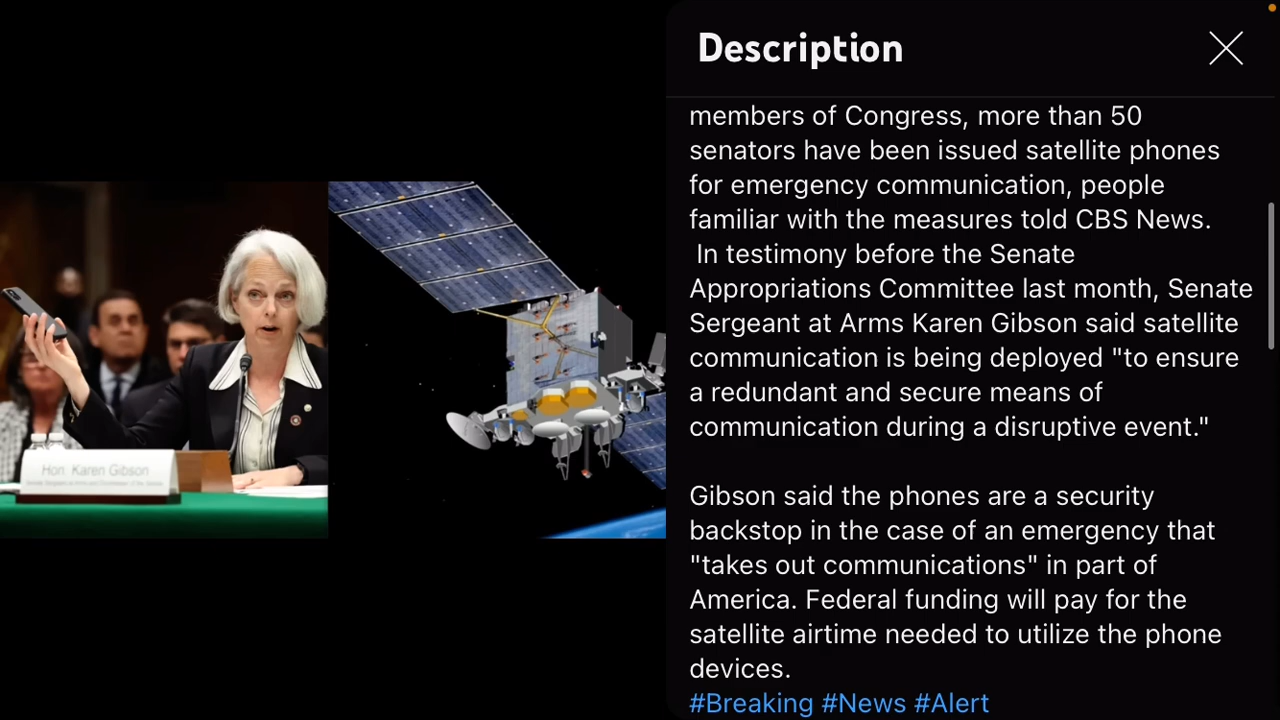 Description
members of Congress, more than 50
senators have been issued satellite phones
for emergency communication, people
familiar with the measures told CBS News.
In testimony before the Senate
Appropriations Committee last month, Senate
Sergeant at Arms Karen Gibson said satellite
communication is being deployed "to ensure
a redundant and secure means of
communication during a disruptive event."
Gibson said the phones are a security
backstop in the case of an emergency that
"takes out communications" in part of
America. Federal funding will pay for the
satellite airtime needed to utilize the phone
devices.
#Breaking #News #Alert
Hon. Karen Gibson